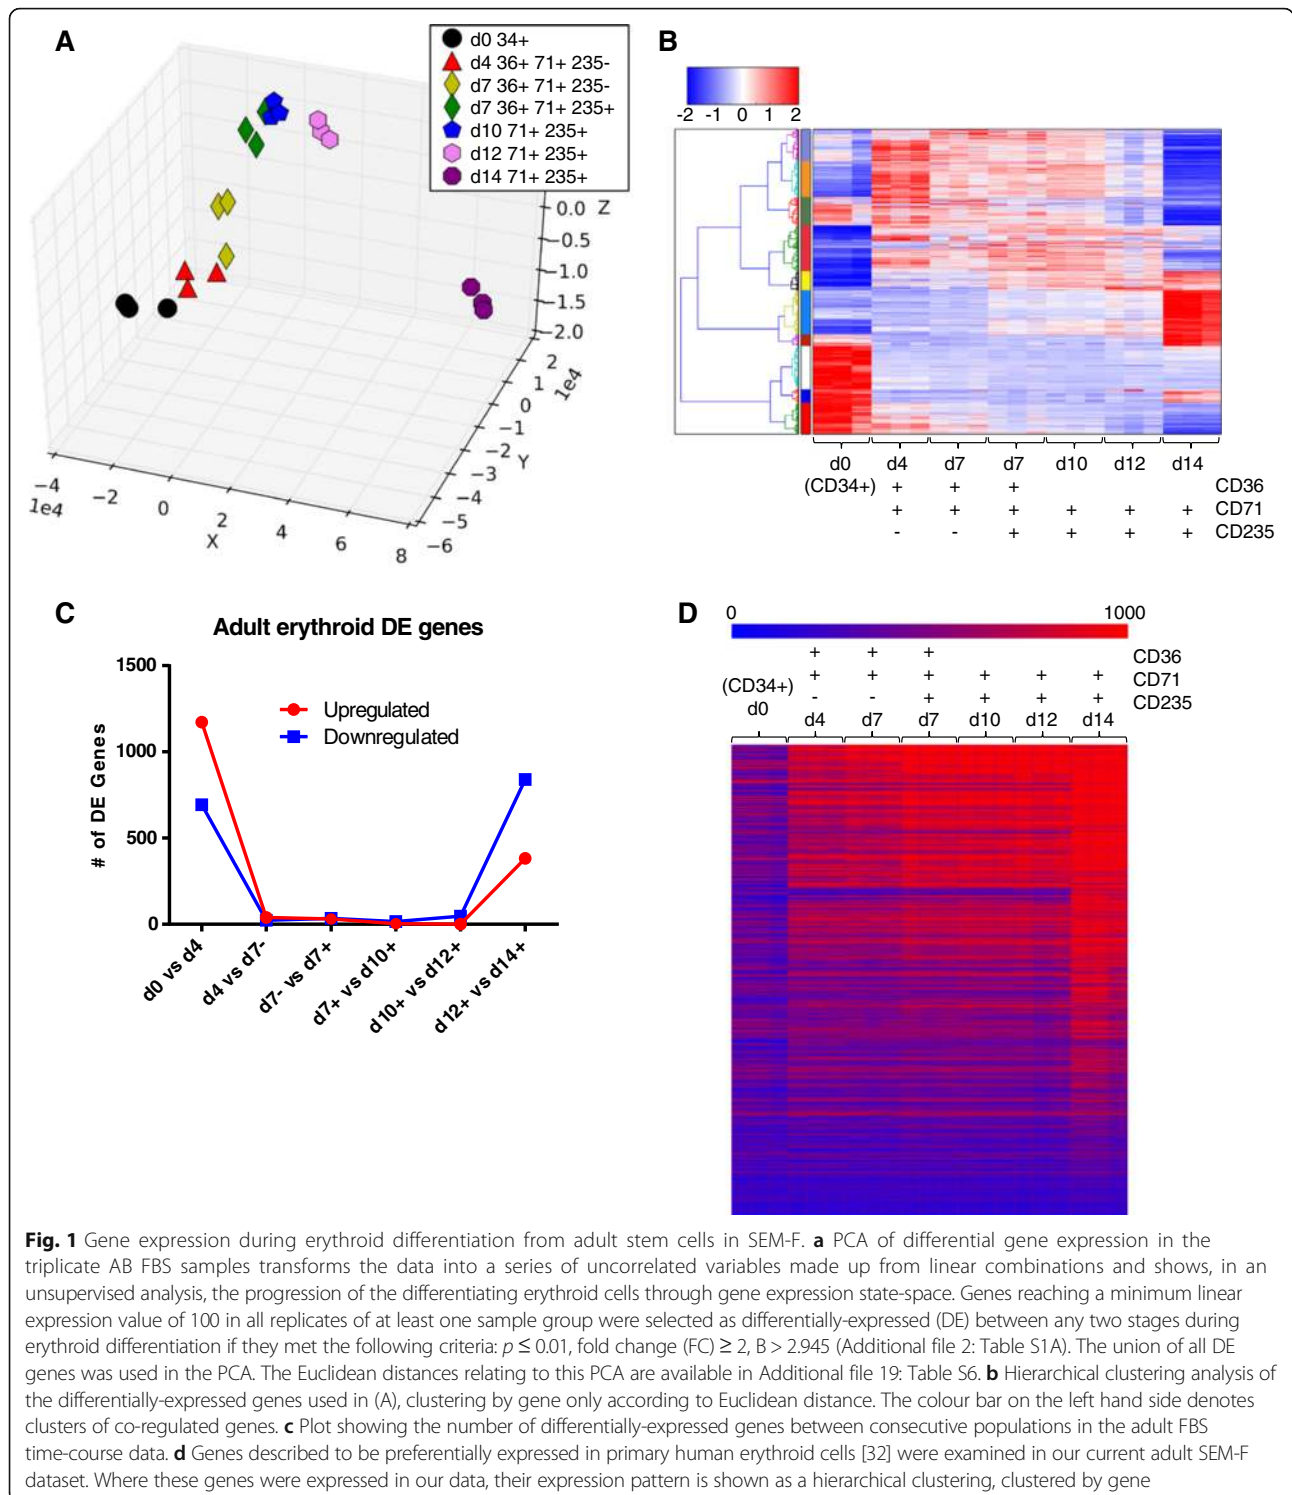 A
d0 34+
d4 36+ 71+ 235-
d7 36+ 71+ 235-
d7 36+ 71+ 235+
d10 71+ 235+
d12 71+ 235+
d14 71+ 235+
0.0 Z
−0.5
−1.0
−1.5
−2.0
2
1 1e4
0
−1
−2
−3 Y
−4
−5
−6
−4 −2 0 2 4 6 8
1e4
X
B
-2 -1 0 1 2
d0 d4 d7 d7 d10 d12 d14
(CD34+) + + + CD36
+ + + + + + CD71
- - + + + + CD235
C
Adult erythroid DE genes
1500
1000
500
0
# of DE Genes
Upregulated
Downregulated
d0 vs d4
d4 vs d7-
d7- vs d7+
d7+ vs d10+
d10+ vs d12+
d12+ vs d14+
D
0 1000
+ + + CD36
(CD34+) + + + + + + CD71
- - + + + + CD235
d0 d4 d7 d7 d10 d12 d14
Fig. 1 Gene expression during erythroid differentiation from adult stem cells in SEM-F. a PCA of differential gene expression in the
triplicate AB FBS samples transforms the data into a series of uncorrelated variables made up from linear combinations and shows, in an
unsupervised analysis, the progression of the differentiating erythroid cells through gene expression state-space. Genes reaching a minimum linear
expression value of 100 in all replicates of at least one sample group were selected as differentially-expressed (DE) between any two stages during
erythroid differentiation if they met the following criteria: p ≤ 0.01, fold change (FC) ≥ 2, B > 2.945 (Additional file 2: Table S1A). The union of all DE
genes was used in the PCA. The Euclidean distances relating to this PCA are available in Additional file 19: Table S6. b Hierarchical clustering analysis of
the differentially-expressed genes used in (A), clustering by gene only according to Euclidean distance. The colour bar on the left hand side denotes
clusters of co-regulated genes. c Plot showing the number of differentially-expressed genes between consecutive populations in the adult FBS
time-course data. d Genes described to be preferentially expressed in primary human erythroid cells [32] were examined in our current adult SEM-F
dataset. Where these genes were expressed in our data, their expression pattern is shown as a hierarchical clustering, clustered by gene